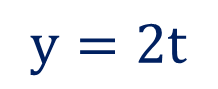 y = 2t